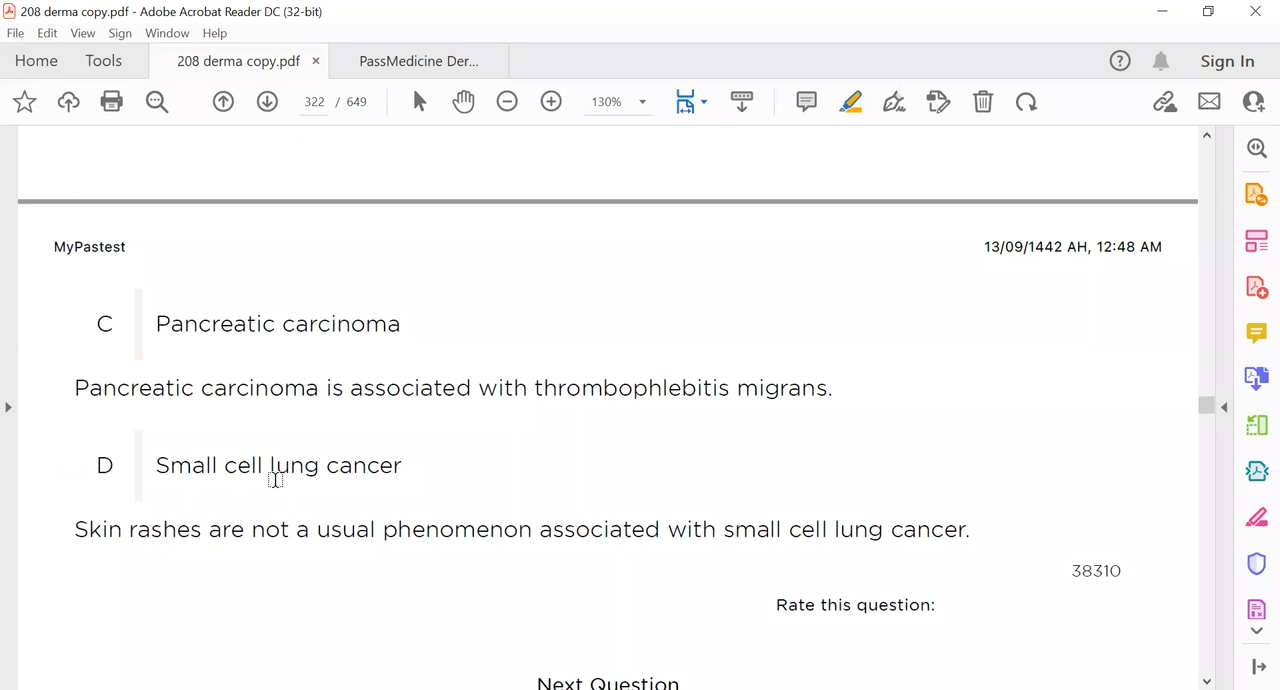 208 derma copy.pdf - Adobe Acrobat Reader DC (32-bit)
File Edit View Sign Window Help
Home Tools 208 derma copy.pdf × PassMedicine Der... Sign In
322 / 649 130%
MyPastest 13/09/1442 AH, 12:48 AM
C Pancreatic carcinoma
Pancreatic carcinoma is associated with thrombophlebitis migrans.
D Small cell lung cancer
Skin rashes are not a usual phenomenon associated with small cell lung cancer.
38310
Rate this question:
Next Question